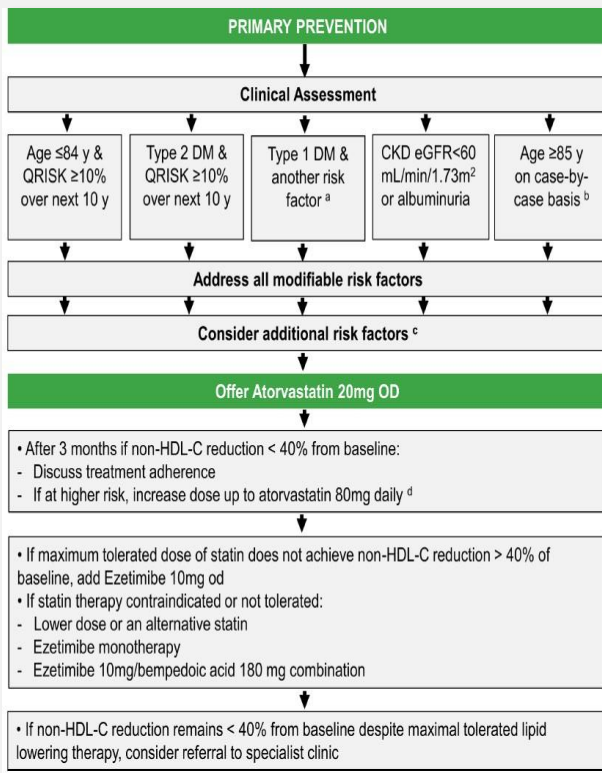 PRIMARY PREVENTION
Clinical Assessment
Age ≤84 y &
QRISK ≥10%
over next 10 y
Type 2 DM &
QRISK ≥10%
over next 10 y
Type 1 DM &
another risk
factor ᵃ
CKD eGFR<60
mL/min/1.73m²
or albuminuria
Age ≥85 y
on case-by-
case basis ᵇ
Address all modifiable risk factors
Consider additional risk factors ᶜ
Offer Atorvastatin 20mg OD
• After 3 months if non-HDL-C reduction < 40% from baseline:
- Discuss treatment adherence
- If at higher risk, increase dose up to atorvastatin 80mg daily ᵈ
• If maximum tolerated dose of statin does not achieve non-HDL-C reduction > 40% of
baseline, add Ezetimibe 10mg od
• If statin therapy contraindicated or not tolerated:
- Lower dose or an alternative statin
- Ezetimibe monotherapy
- Ezetimibe 10mg/bempedoic acid 180 mg combination
• If non-HDL-C reduction remains < 40% from baseline despite maximal tolerated lipid
lowering therapy, consider referral to specialist clinic